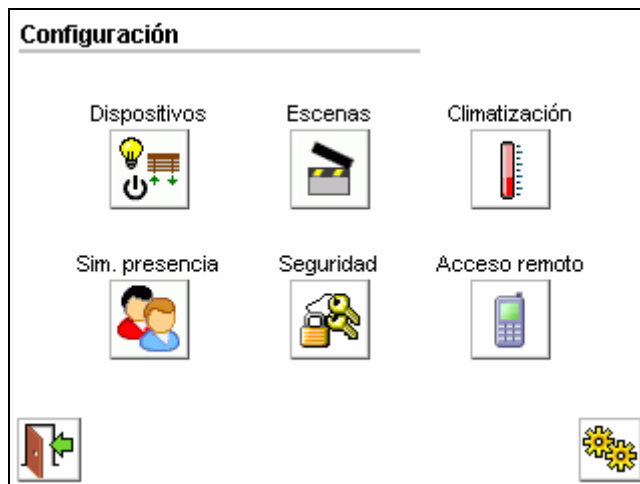 Configuración
Dispositivos Escenas Climatización
Sim. presencia Seguridad Acceso remoto